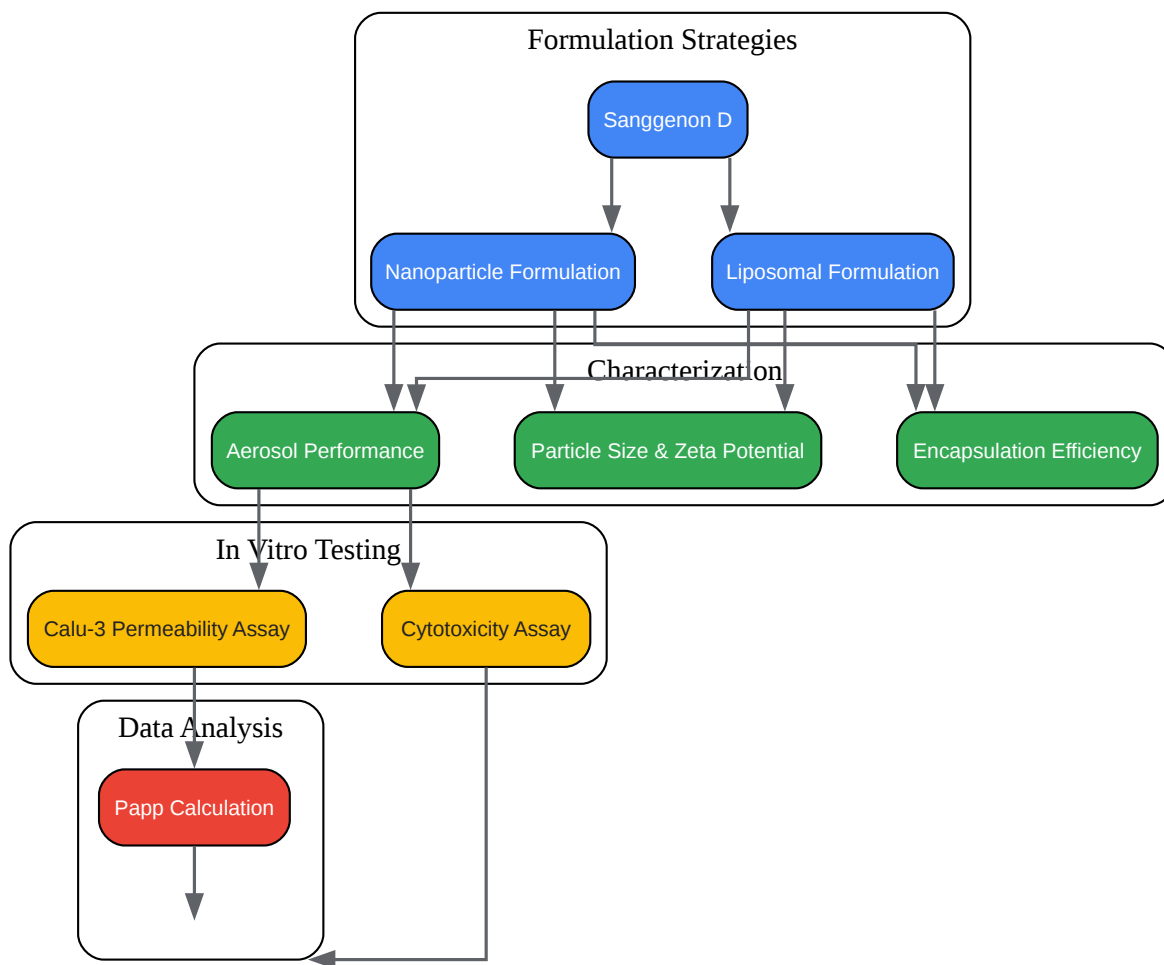 Formulation Strategies
Sanggenon D
Nanoparticle Formulation
Liposomal Formulation
Characterization
Aerosol Performance
Particle Size & Zeta Potential
Encapsulation Efficiency
In Vitro Testing
Calu-3 Permeability Assay
Cytotoxicity Assay
Data Analysis
Papp Calculation